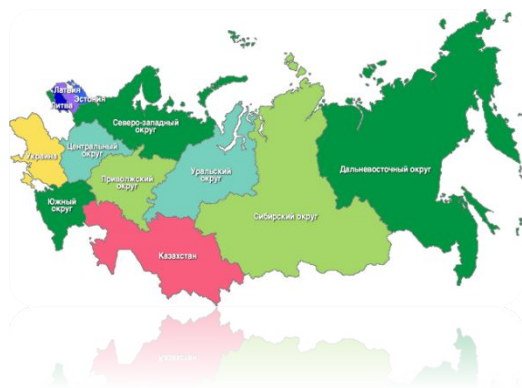 Латвия
Эстония
Литва
Северо-западный
округ
Украина
Центральный
округ
Приволжский
округ
Уральский
округ
Дальневосточный округ
Южный
округ
Сибирский округ
Казахстан